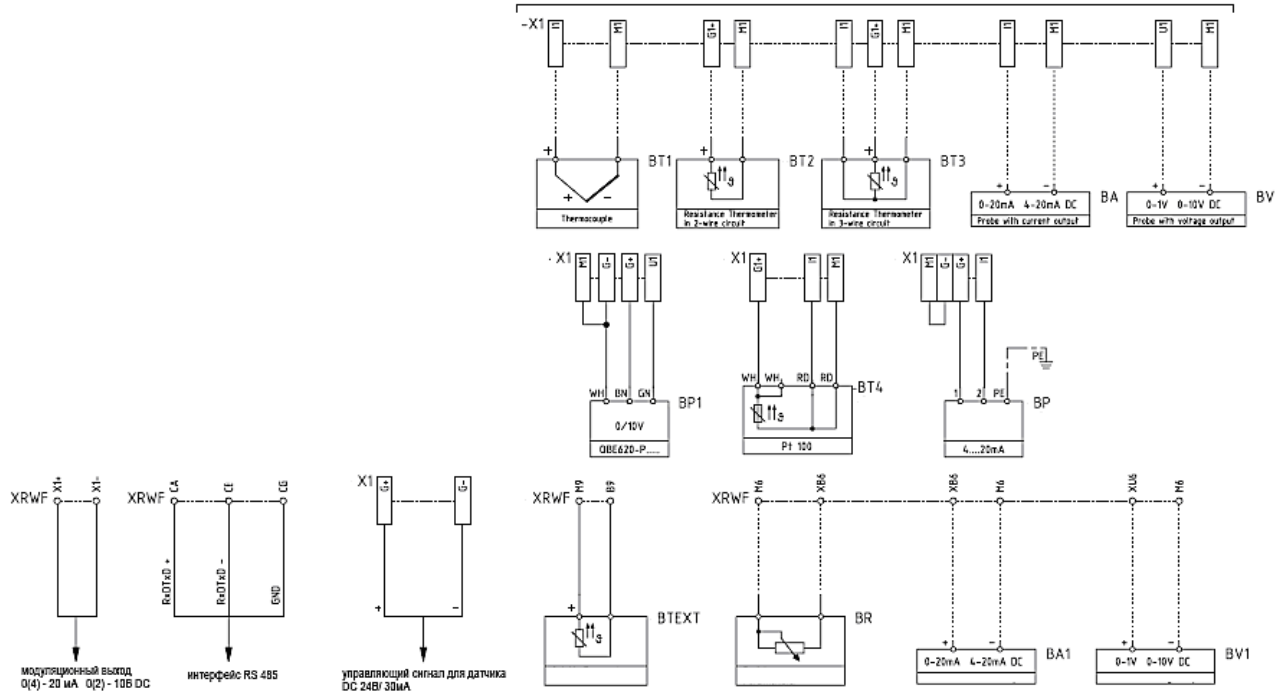 -X1 I1 M1 G1+ M1 I1 G1+ M1 I1 M1 U1 M1
+ BT1 + BT2 + BT3
+ -
Thermocouple
Resistance Thermometer
in 2-wire circuit
Resistance Thermometer
in 3-wire circuit
+ - BA
0-20mA 4-20mA DC
Probe with current output
+ - BV
0-1V 0-10V DC
Probe with voltage output
X1 M1 G- G+ U1
X1 G1+ I1 M1
X1 M1 G- G+ I1
WH BN GN BP1
0/10V
QBE620-P.....
WH WH RD RD -BT4
Pt 100
PE
1 2 PE BP
4....20mA
XRWF X1+ X1-
XRWF CA CE CG
X1 G+ G-
XRWF M9 B9
XRWF M6 XB6 XB6 M6 XU6 M6
RxDTxD +
RxDTxD -
GND
+ -
+ BTEXT
BR
+ - BA1
0-20mA 4-20mA DC
+ - BV1
0-1V 0-10V DC
модуляционный выход
0(4) - 20 мА 0(2) - 10В DC
интерфейс RS 485
управляющий сигнал для датчика
DC 24В/ 30мА